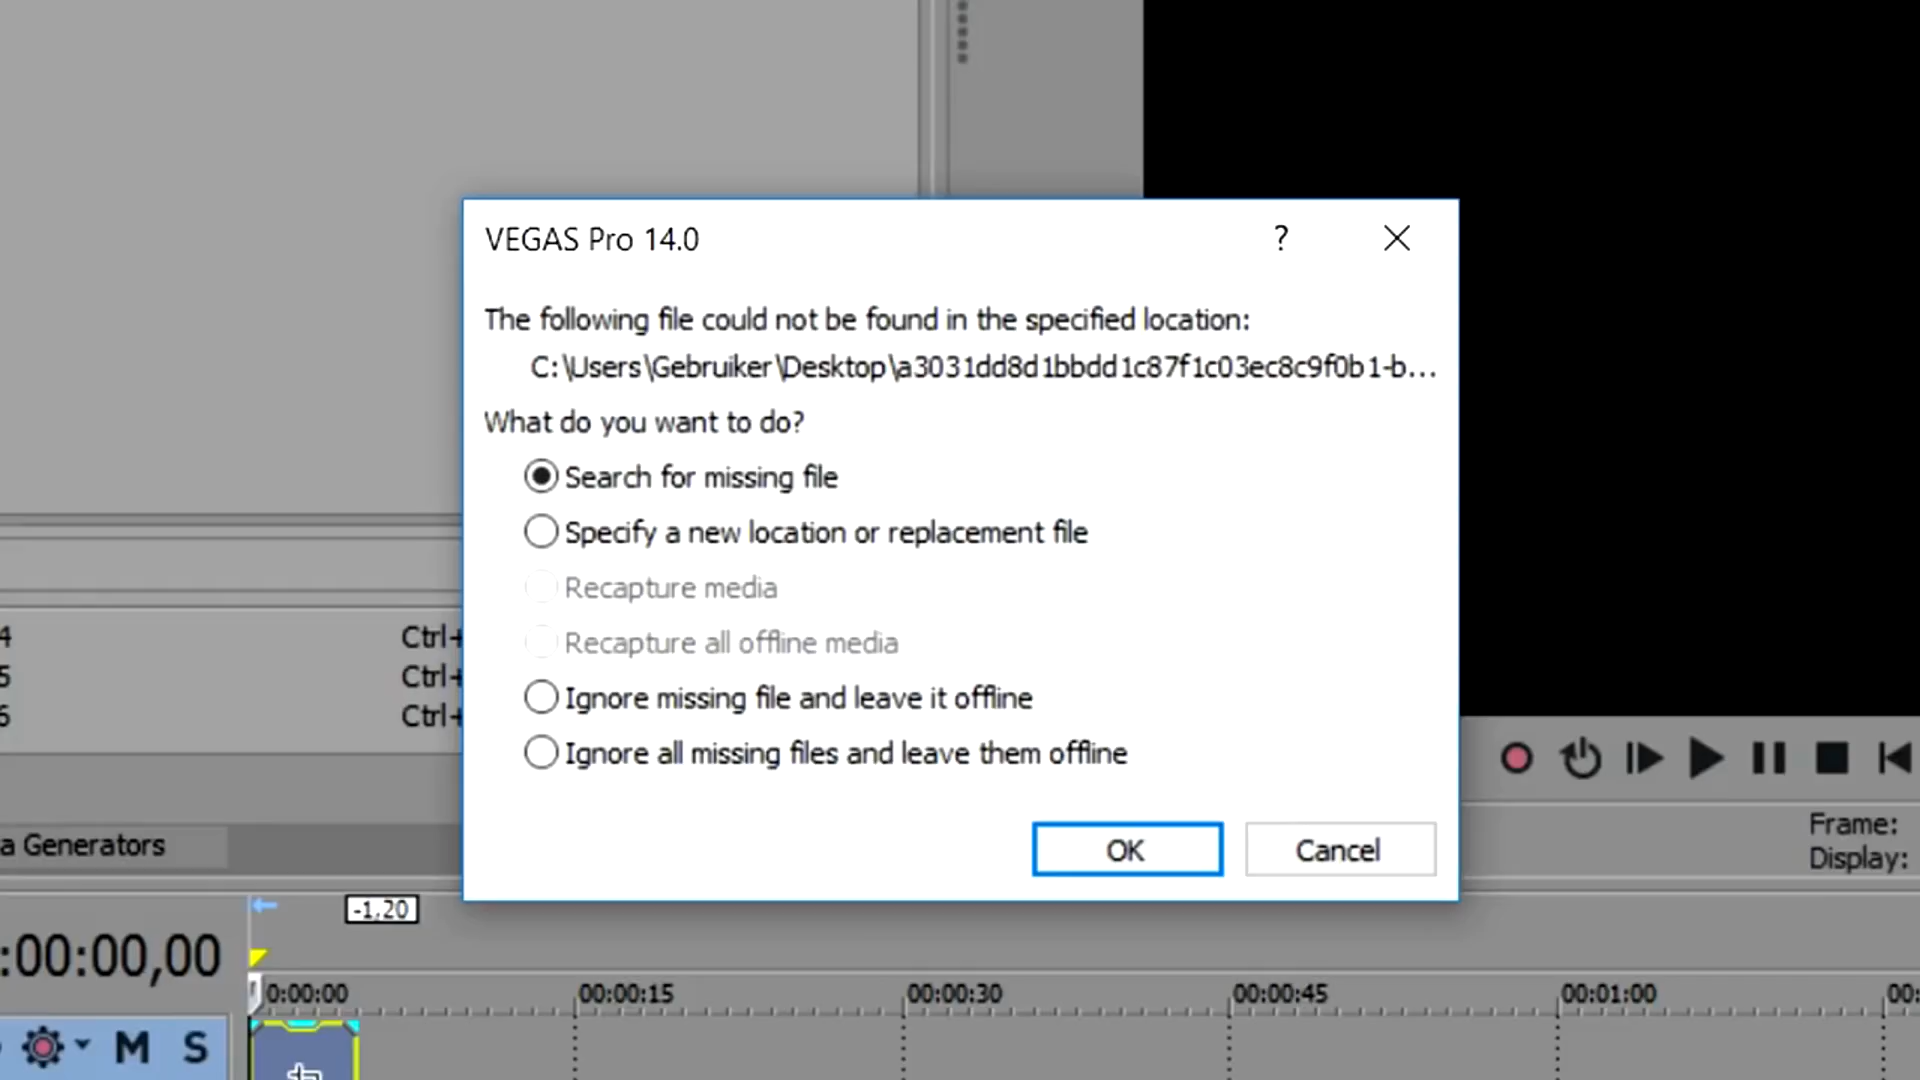 VEGAS Pro 14.0
?
The following file could not be found in the specified location:
C:\Users\Gebruiker\Desktop\a3031dd8d1bbdd1c87f1c03ec8c9f0b1-b...
What do you want to do?
Search for missing file
Specify a new location or replacement file
Recapture media
Recapture all offline media
Ignore missing file and leave it offline
Ignore all missing files and leave them offline
OK Cancel
4 Ctrl+
5 Ctrl+
6 Ctrl+
a Generators
Frame:
Display:
-1,20
:00:00,00
0:00:00 00:00:15 00:00:30 00:00:45 00:01:00 00:
M S